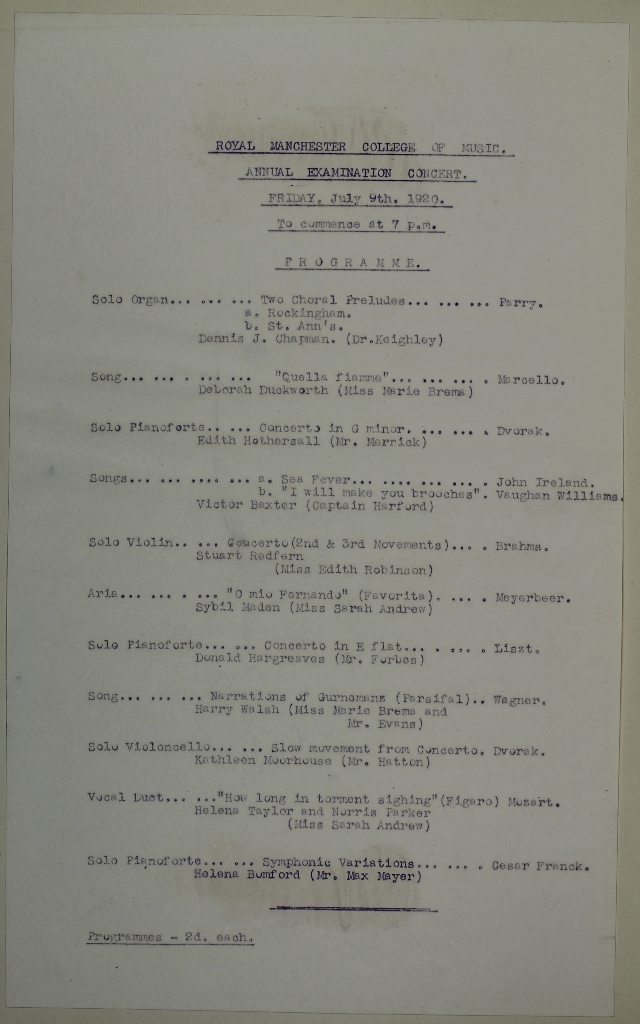 ROYAL MANCHESTER COLLEGE OF MUSIC.
ANNUAL EXAMINATION CONCERT.
FRIDAY, July 9th. 1920.
To commence at 7 p.m.
PROGRAMME.
Solo Organ... ... ... Two Choral Preludes... ... ... Parry.
a. Rockingham.
b. St. Ann's.
Dennis J. Chapman. (Dr.Keighley)
Song... ... . ... ... "Quella fiamme"... ... ... . Marcello.
Deborah Duckworth (Miss Marie Brema)
Solo Pianoforte.. ... Concerto in G minor. ... ... . Dvorak.
Edith Hothersall (Mr. Merrick)
Songs... ... .... ... a. Sea Fever... .... ... ... . John Ireland.
b. "I will make you brooches". Vaughan Williams.
Victor Baxter (Captain Harford)
Solo Violin.. ... Concerto(2nd & 3rd Movements)... . Brahms.
Stuart Redfern
(Miss Edith Robinson)
Aria... ... . ... "O mio Fernando" (Favorita). ... . Meyerbeer.
Sybil Maden (Miss Sarah Andrew)
Solo Pianoforte... ... Concerto in E flat... . ... . Liszt.
Donald Hargreaves (Mr. Forbes)
Song... ... ... Narrations of Gurnemanz (Parsifal).. Wagner.
Harry Walsh (Miss Marie Brema and
Mr. Evans)
Solo Violoncello... ... Slow movement from Concerto. Dvorak.
Kathleen Moorhouse (Mr. Hatton)
Vocal Duet... ..."How long in torment sighing"(Figaro) Mozart.
Helena Taylor and Norris Parker
(Miss Sarah Andrew)
Solo Pianoforte... ... Symphonic Variations... ... . Cesar Franck.
Helena Bomford (Mr. Max Mayer)
Programmes - 2d. each.